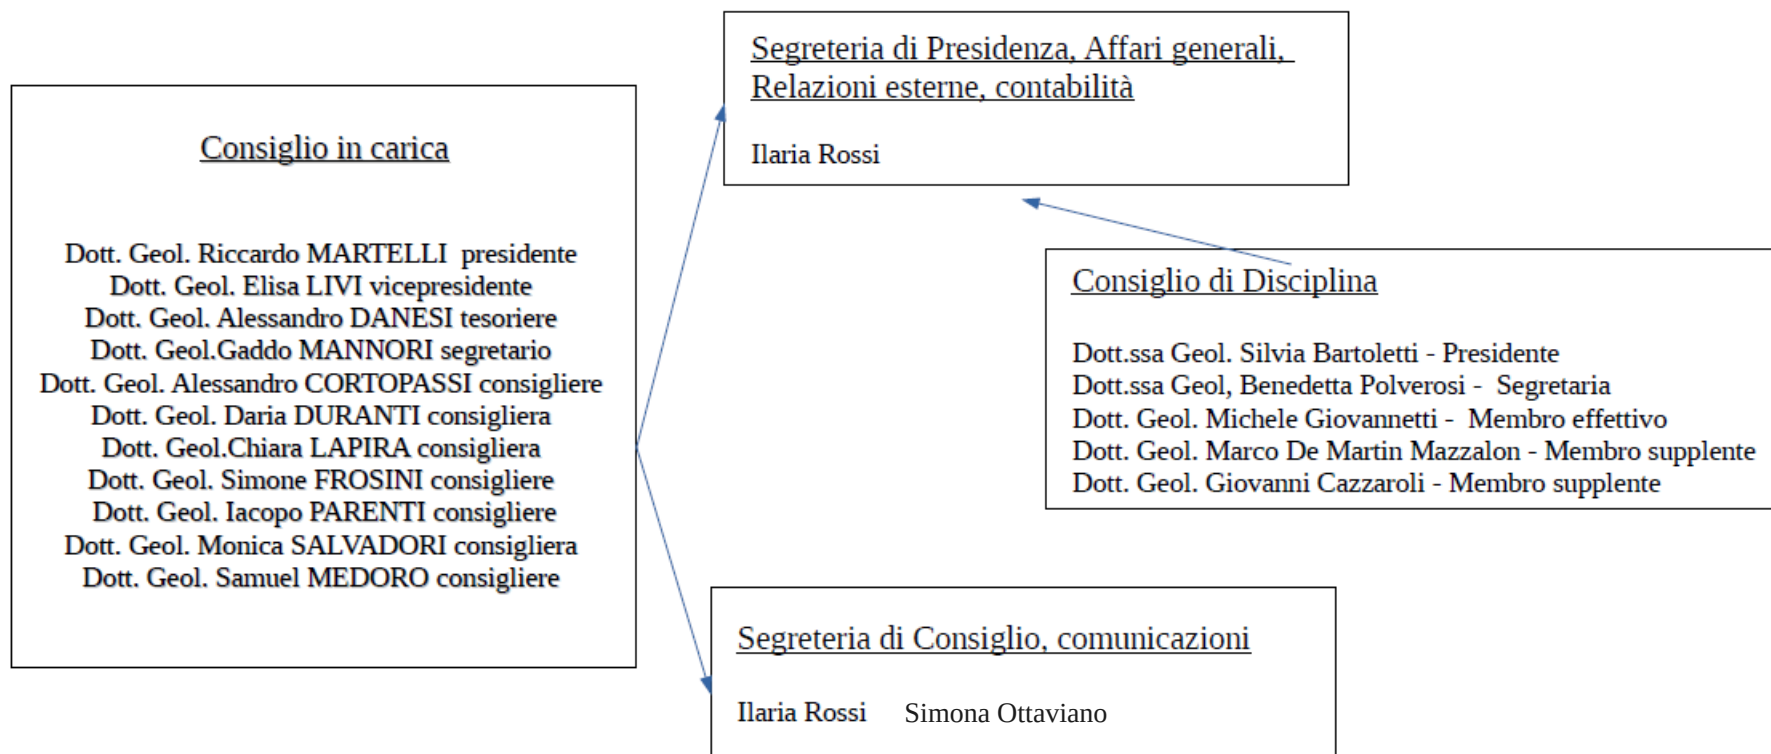 Consiglio in carica
Dott. Geol. Riccardo MARTELLI  presidente
Dott. Geol. Elisa LIVI vicepresidente
Dott. Geol. Alessandro DANESI tesoriere
Dott. Geol.Gaddo MANNORI segretario
Dott. Geol. Alessandro CORTOPASSI consigliere
Dott. Geol. Daria DURANTI consigliera
Dott. Geol.Chiara LAPIRA consigliera
Dott. Geol. Simone FROSINI consigliere
Dott. Geol. Iacopo PARENTI consigliere
Dott. Geol. Monica SALVADORI consigliera
Dott. Geol. Samuel MEDORO consigliere
Segreteria di Presidenza, Affari generali,
Relazioni esterne, contabilità
Ilaria Rossi
Consiglio di Disciplina
Dott.ssa Geol. Silvia Bartoletti - Presidente
Dott.ssa Geol, Benedetta Polverosi -  Segretaria
Dott. Geol. Michele Giovannetti -  Membro effettivo
Dott. Geol. Marco De Martin Mazzalon - Membro supplente
Dott. Geol. Giovanni Cazzaroli - Membro supplente
Segreteria di Consiglio, comunicazioni
Ilaria Rossi    Simona Ottaviano